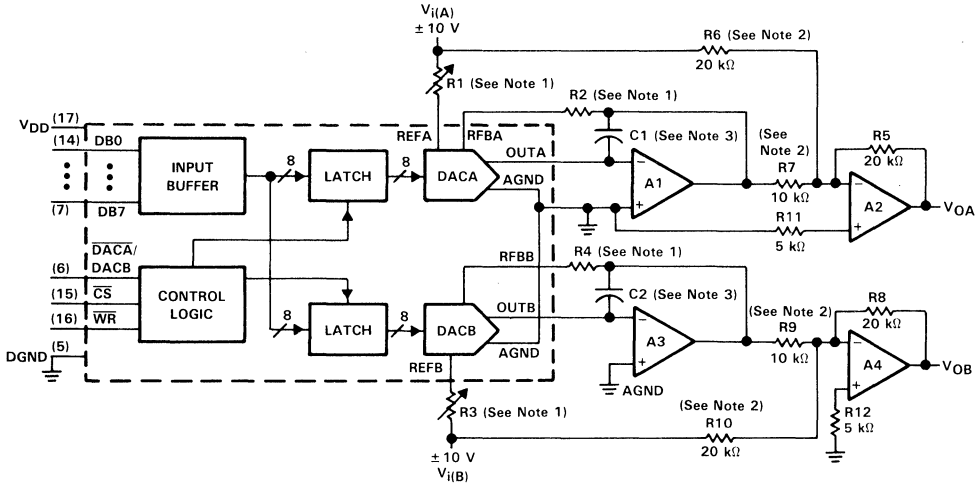 Vi(A)
± 10 V
R6 (See Note 2)
20 kΩ
R1 (See Note 1)
R2 (See Note 1)
VDD (17)
(14) DB0
REFA
RFBA
C1 (See Note 3)
(See Note 2)
R7
10 kΩ
R5
20 kΩ
INPUT BUFFER
8
LATCH
8
DACA
OUTA
AGND
−
+
A1
−
+
A2
VOA
(7) DB7
R11
5 kΩ
DACA/
(6) DACB
(15) CS
(16) WR
CONTROL LOGIC
RFBB
R4 (See Note 1)
C2 (See Note 3)
8
LATCH
8
DACB
OUTB
AGND
REFB
−
+
A3
AGND
(See Note 2)
R9
10 kΩ
R8
20 kΩ
−
+
A4
VOB
DGND (5)
R3 (See Note 1)
(See Note 2)
R10
20 kΩ
R12
5 kΩ
± 10 V
Vi(B)